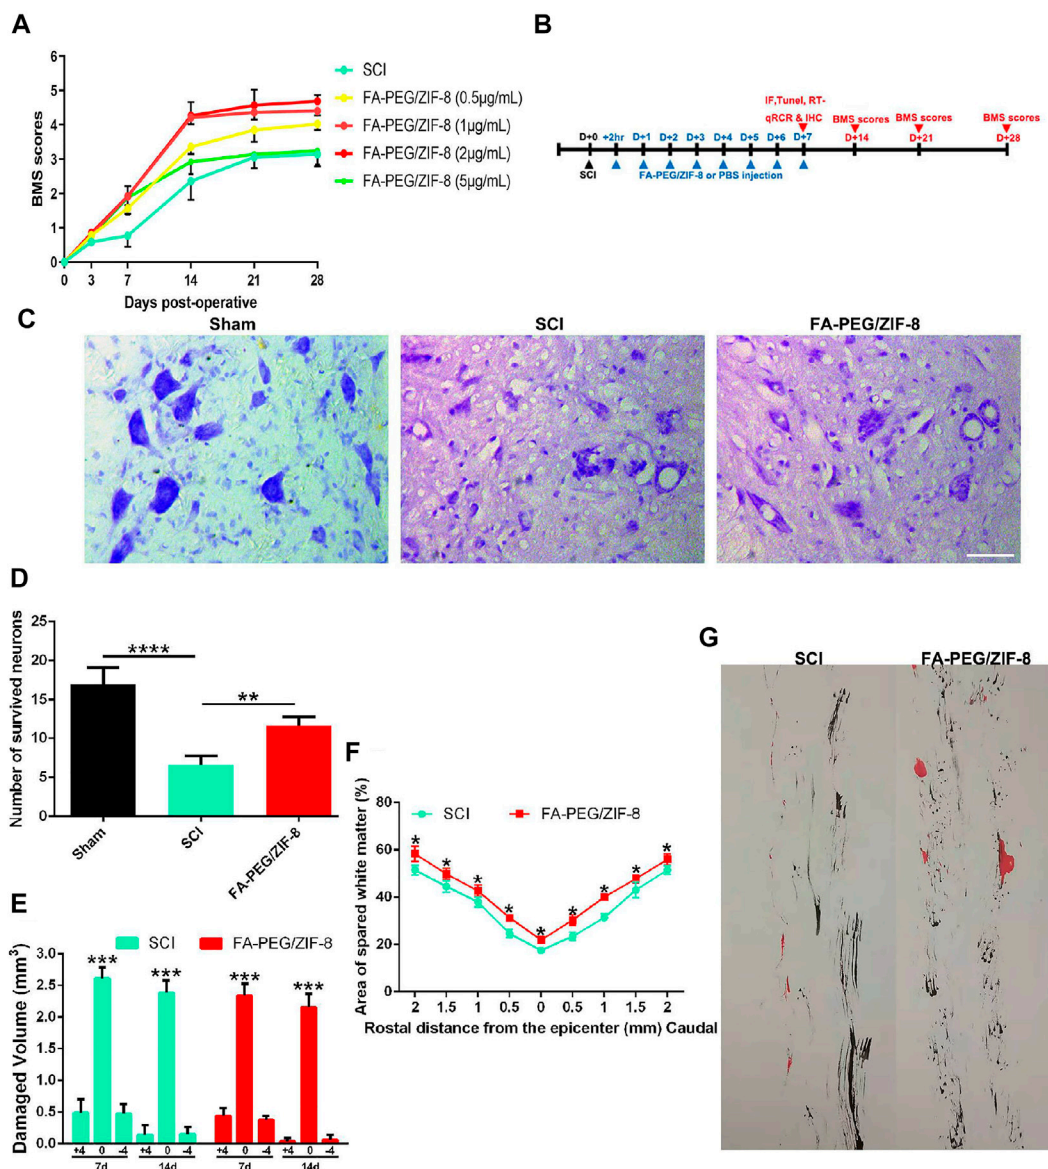 A
6
5
4
3
2
1
0
BMS scores
0 3 7 14 21 28
Days post-operative
SCI
FA-PEG/ZIF-8 (0.5µg/mL)
FA-PEG/ZIF-8 (1µg/mL)
FA-PEG/ZIF-8 (2µg/mL)
FA-PEG/ZIF-8 (5µg/mL)
B
IF,Tunel, RT-
qRCR & IHC BMS scores BMS scores BMS scores
D+0 +2hr D+1 D+2 D+3 D+4 D+5 D+6 D+7 D+14 D+21 D+28
SCI
FA-PEG/ZIF-8 or PBS injection
C
Sham SCI FA-PEG/ZIF-8
D
25
20
15
10
5
0
Number of survived neurons
****
**
Sham SCI FA-PEG/ZIF-8
E
SCI FA-PEG/ZIF-8
3.0
2.5
2.0
1.5
1.0
0.5
0.0
Damaged Volume (mm³)
*** *** *** ***
+4 0 -4 +4 0 -4 +4 0 -4 +4 0 -4
7d 14d 7d 14d
F
SCI FA-PEG/ZIF-8
80
60
40
20
0
Area of spared white matter (%)
* * * * * * * * *
2 1.5 1 0.5 0 0.5 1 1.5 2
Rostal distance from the epicenter (mm) Caudal
G
SCI FA-PEG/ZIF-8